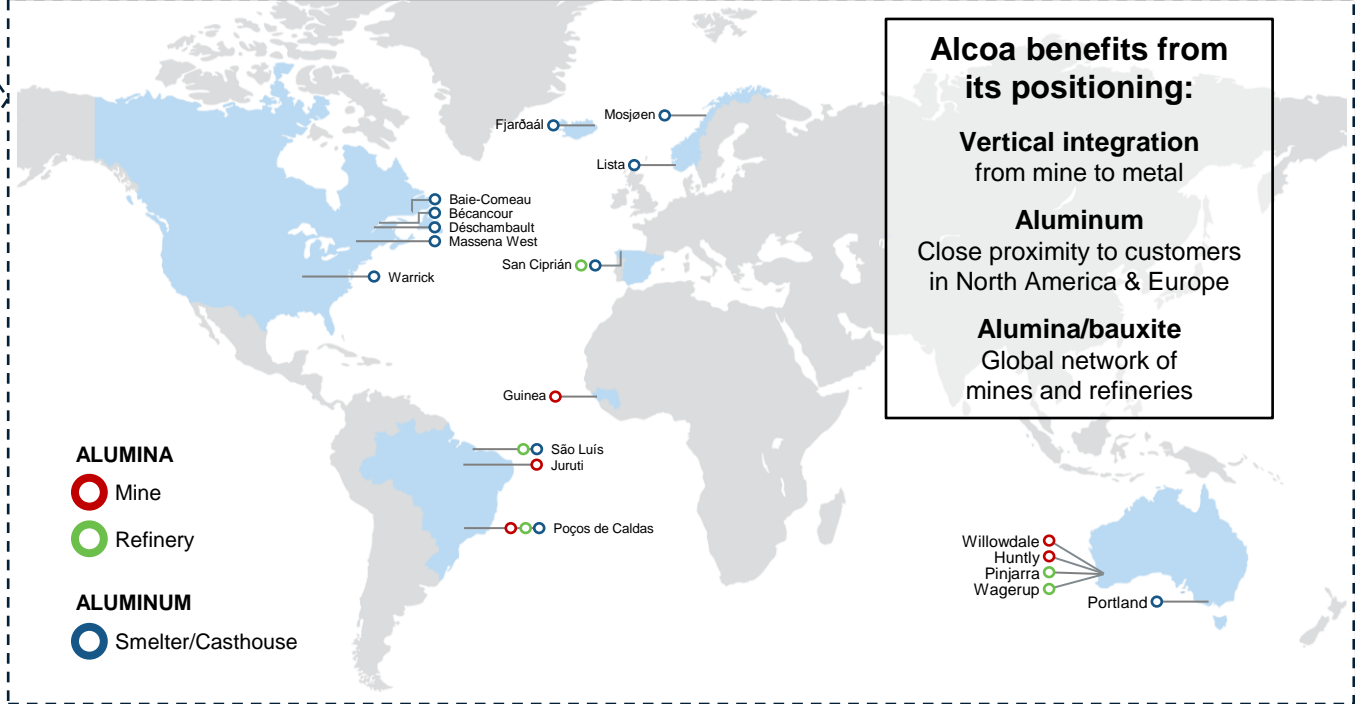 Alcoa benefits from
its positioning:
Vertical integration
from mine to metal
Aluminum
Close proximity to customers
in North America & Europe
Alumina/bauxite
Global network of
mines and refineries
Mosjøen
Fjarðaál
Lista
Baie-Comeau
Bécancour
Déschambault
Massena West
San Ciprián
Warrick
Guinea
São Luís
Juruti
Poços de Caldas
Willowdale
Huntly
Pinjarra
Wagerup
Portland
ALUMINA
Mine
Refinery
ALUMINUM
Smelter/Casthouse